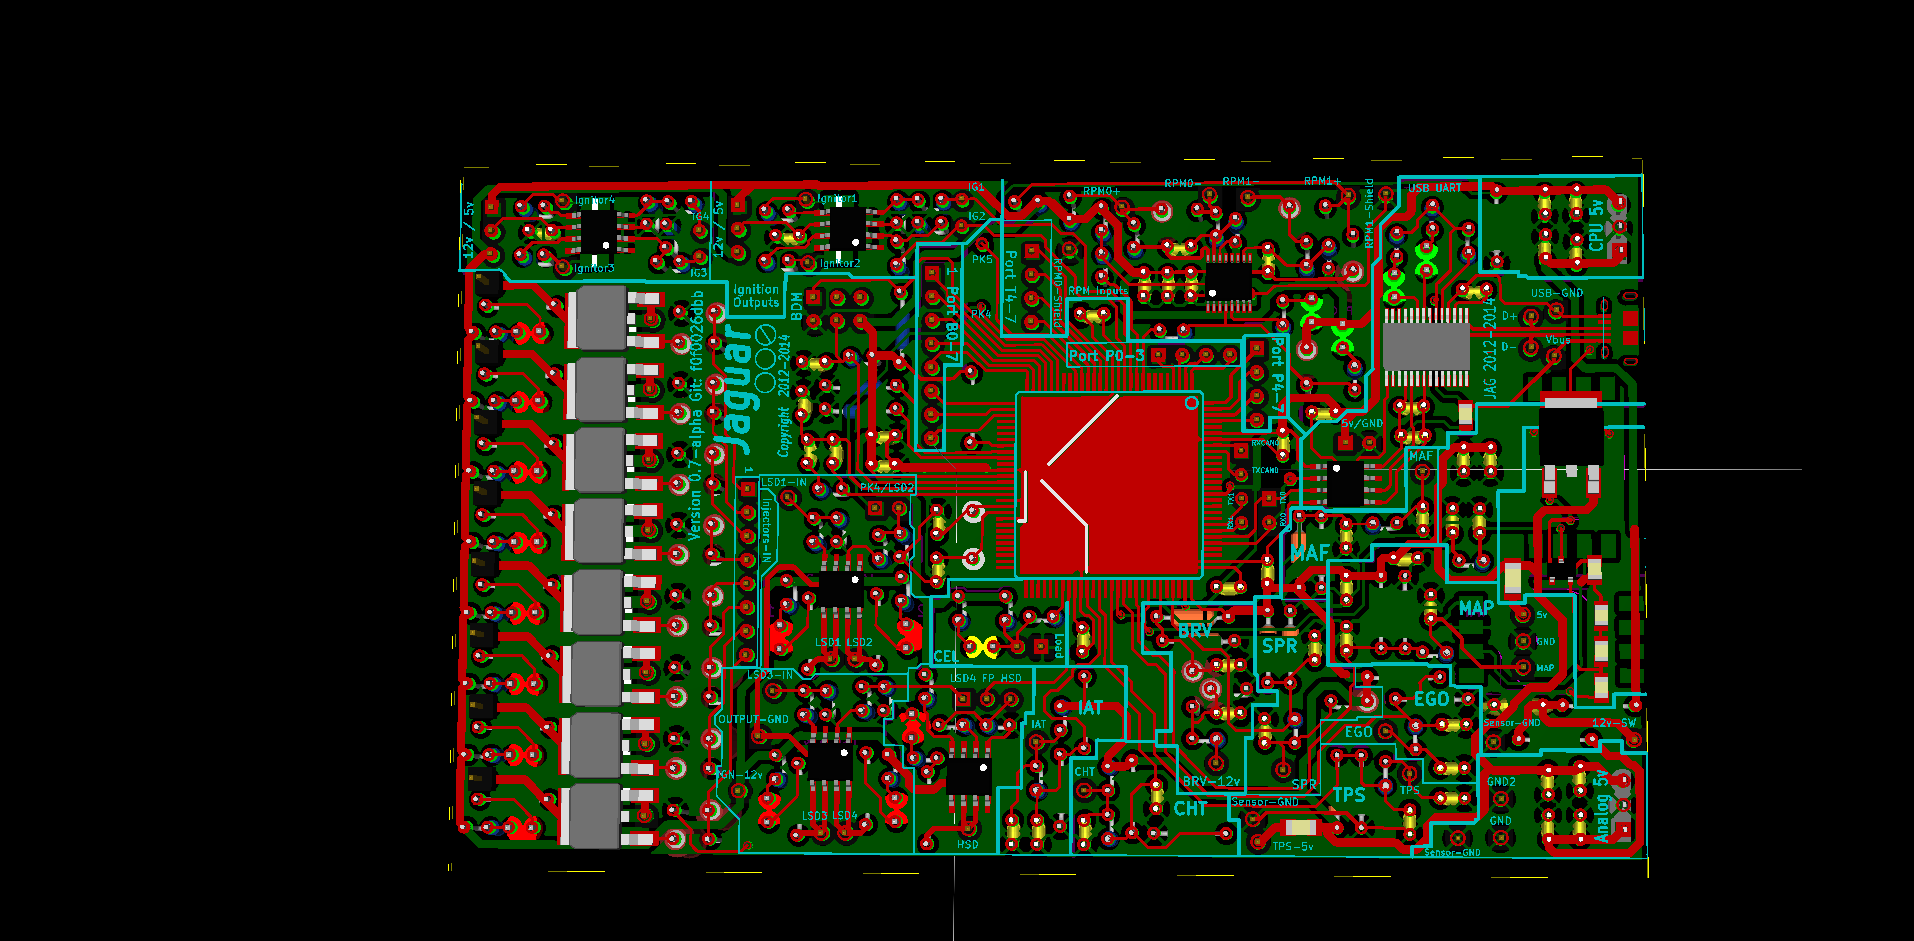 Ignitor4
12v / 5v
IG4
Ignitor3
IG3
12v / 5v
Ignitor1
Ignitor2
IG1
IG2
Ignition
Outputs
BDM
PK5
PK4
1 Port B0-7
Port T4-7
RPM0-Shield
RPM Inputs
RPM0+
RPM0-
RPM1-
RPM1+
RPM1-Shield
USB UART
CPU 5v
USB-GND
D+
D-
Vbus
JAG 2012-2014
Port P0-3
Port P4-7
5v/GND
Version 0.7-alpha Git: f0f0026dbb
Jaguar
Copyright 2012-2014
1
Injectors-IN
LSD1-IN
PK4/LSD2
RXCAN0
TXCAN0
TX1
TX0
RX1
RX0
MAF
MAF
MAP
5v
GND
MAP
LSD1 LSD2
CEL
Load
BRV
SPR
LSD3-IN
LSD4 FP HSD
OUTPUT-GND
IGN-12v
LSD3 LSD4
HSD
IAT
IAT
CHT
CHT
BRV-12v
EGO
EGO
SPR
Sensor-GND
TPS
TPS
TPS-5v
Sensor-GND
12v-SW
GND2
GND
Sensor-GND
Analog 5v